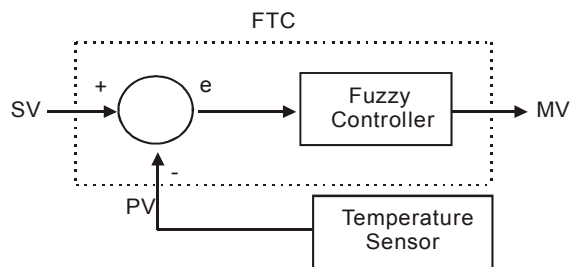 FTC
+
e
SV
Fuzzy
Controller
MV
-
PV
Temperature
Sensor